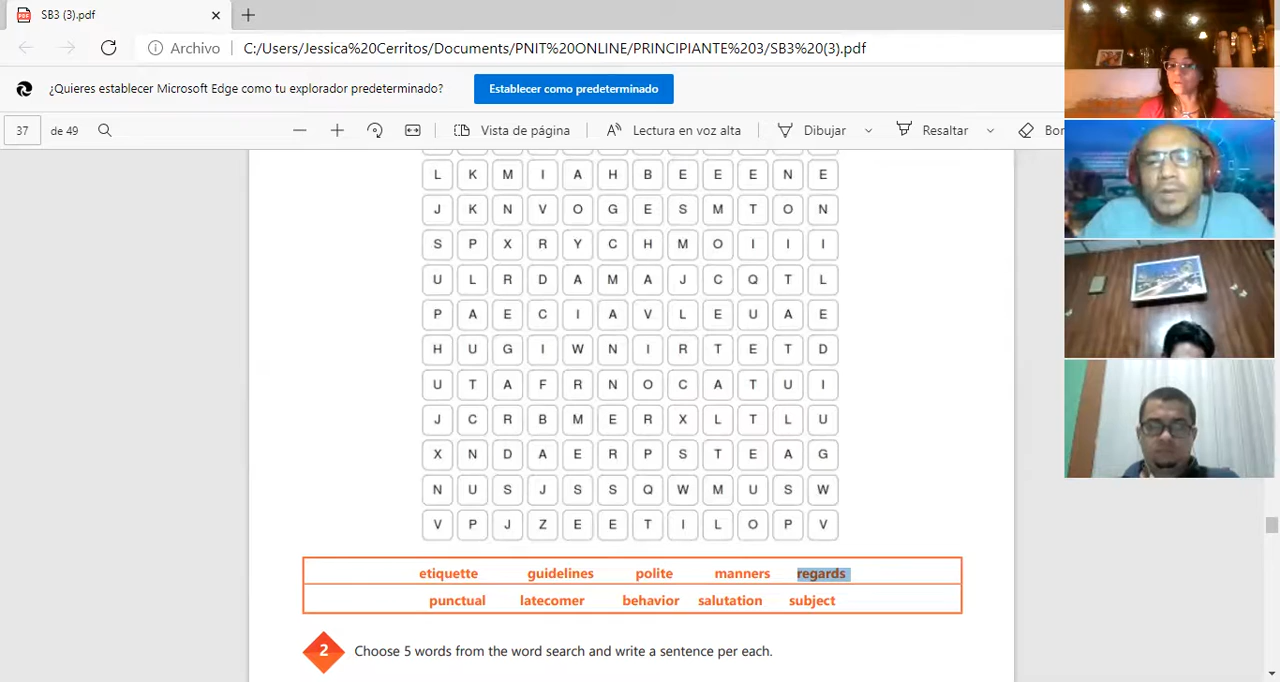 SB3 (3).pdf
Archivo
C:/Users/Jessica%20Cerritos/Documents/PNIT%20ONLINE/PRINCIPIANTE%203/SB3%20(3).pdf
¿Quieres establecer Microsoft Edge como tu explorador predeterminado?
Establecer como predeterminado
37 de 49
Vista de página
Lectura en voz alta
Dibujar
Resaltar
Bor
L K M I A H B E E E N E
J K N V O G E S M T O N
S P X R Y C H M O I I I
U L R D A M A J C Q T L
P A E C I A V L E U A E
H U G I W N I R T E T D
U T A F R N O C A T U I
J C R B M E R X L T L U
X N D A E R P S T E A G
N U S J S S Q W M U S W
V P J Z E E T I L O P V
etiquette guidelines polite manners regards
punctual latecomer behavior salutation subject
2 Choose 5 words from the word search and write a sentence per each.